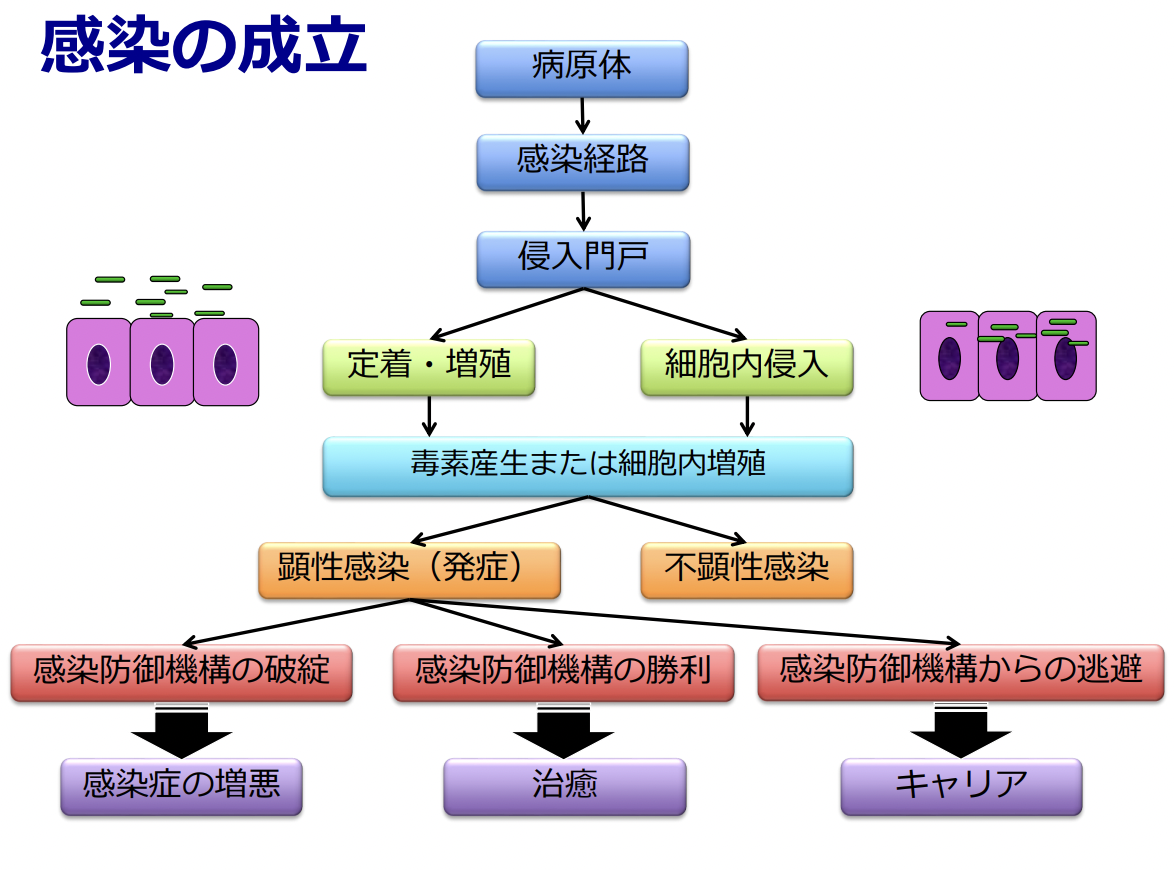 感染の成立
病原体
感染経路
侵入門戸
定着・増殖
細胞内侵入
毒素産生または細胞内増殖
顕性感染（発症）
不顕性感染
感染防御機構の破綻
感染防御機構の勝利
感染防御機構からの逃避
感染症の増悪
治癒
キャリア